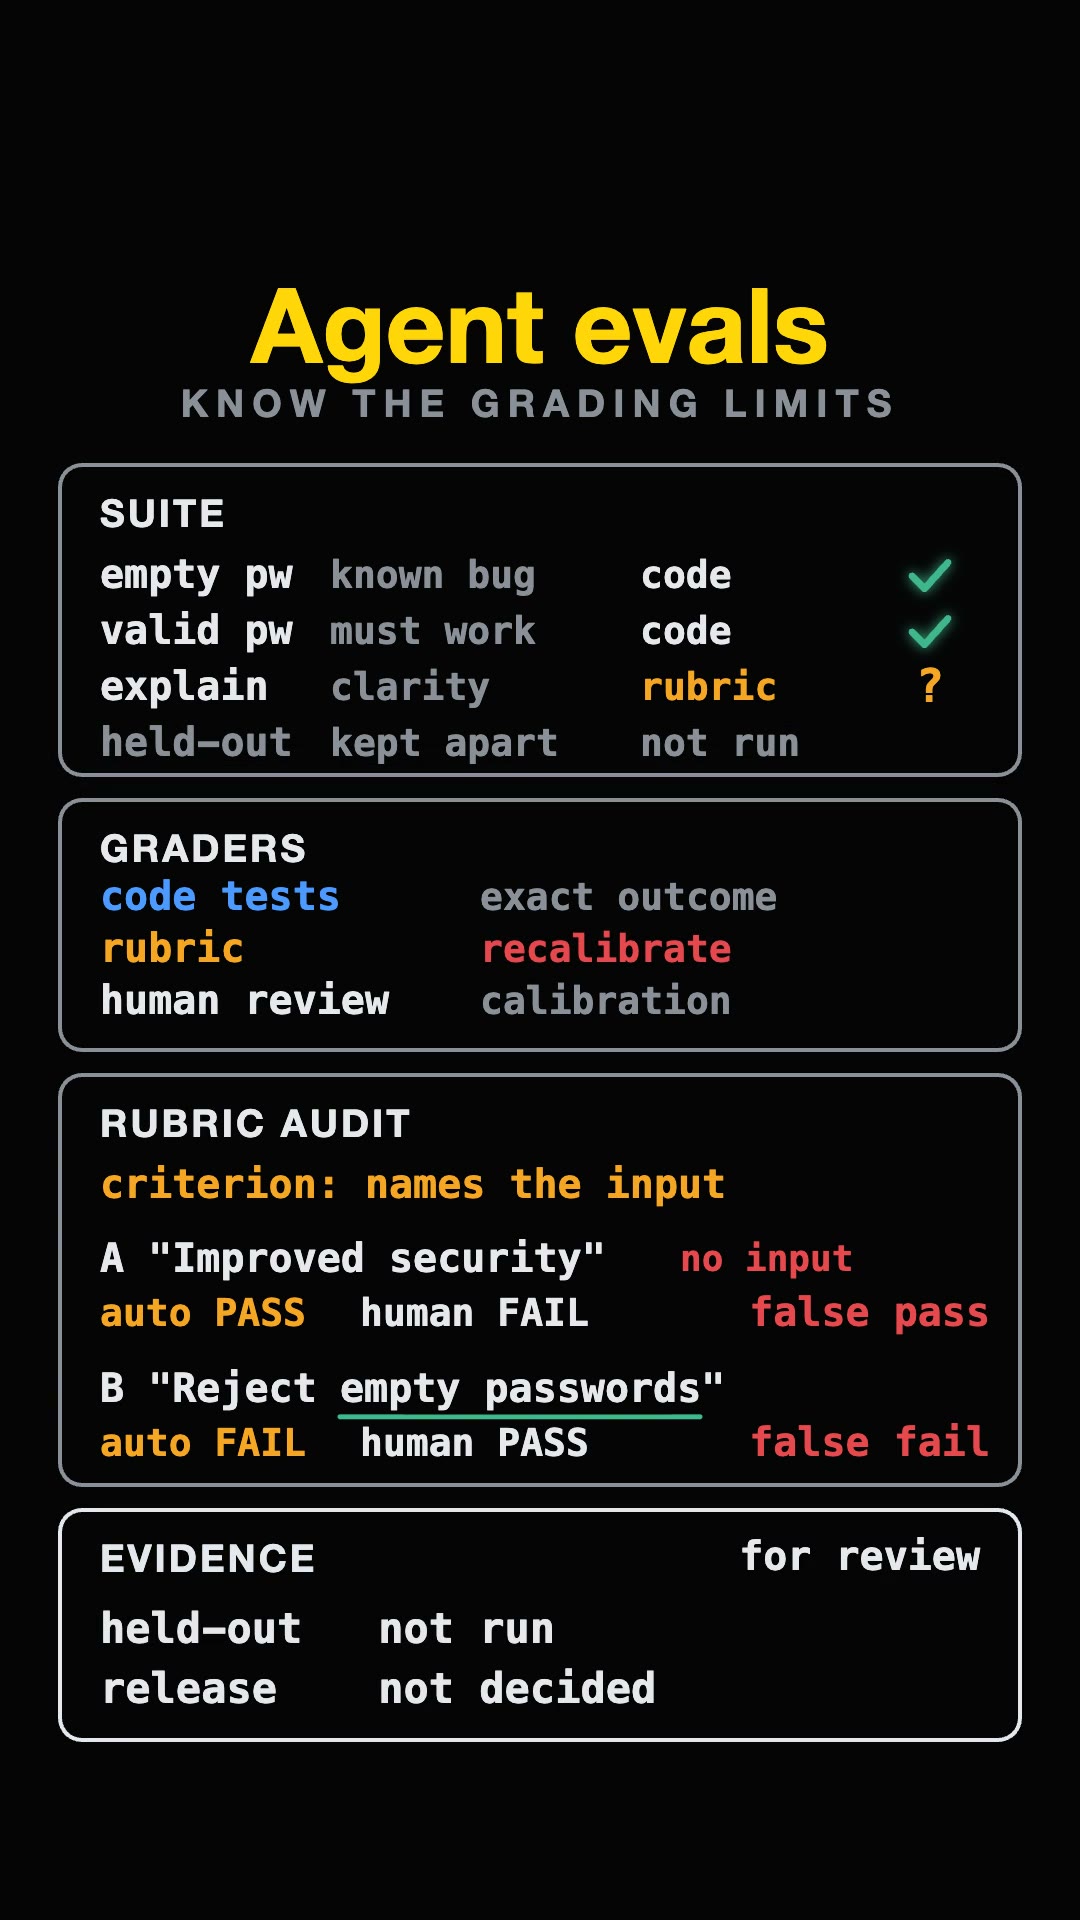 Agent evals
KNOW THE GRADING LIMITS
SUITE
empty pw known bug code ✓
valid pw must work code ✓
explain clarity rubric ?
held-out kept apart not run
GRADERS
code tests exact outcome
rubric recalibrate
human review calibration
RUBRIC AUDIT
criterion: names the input
A "Improved security" no input
auto PASS human FAIL false pass
B "Reject empty passwords"
auto FAIL human PASS false fail
EVIDENCE for review
held-out not run
release not decided